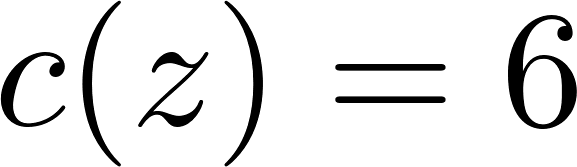 c(z) = 6